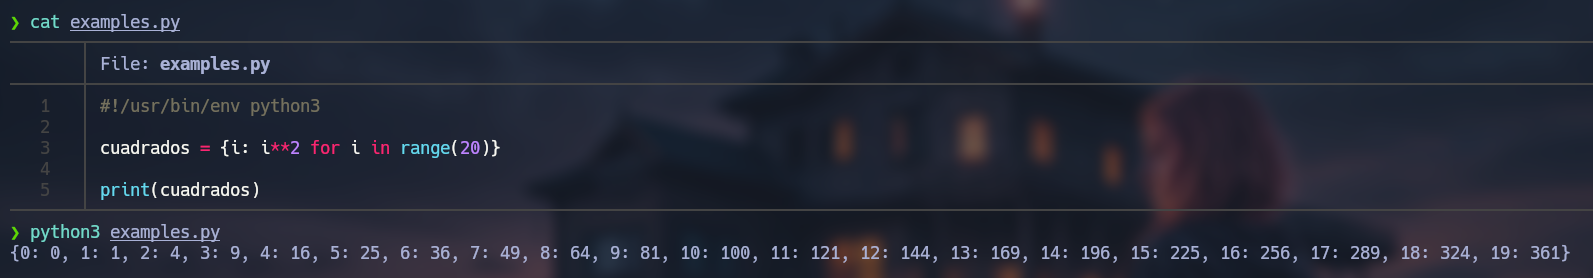 ❯ cat examples.py
File: examples.py
1 #!/usr/bin/env python3
2
3 cuadrados = {i: i**2 for i in range(20)}
4
5 print(cuadrados)
❯ python3 examples.py
{0: 0, 1: 1, 2: 4, 3: 9, 4: 16, 5: 25, 6: 36, 7: 49, 8: 64, 9: 81, 10: 100, 11: 121, 12: 144, 13: 169, 14: 196, 15: 225, 16: 256, 17: 289, 18: 324, 19: 361}